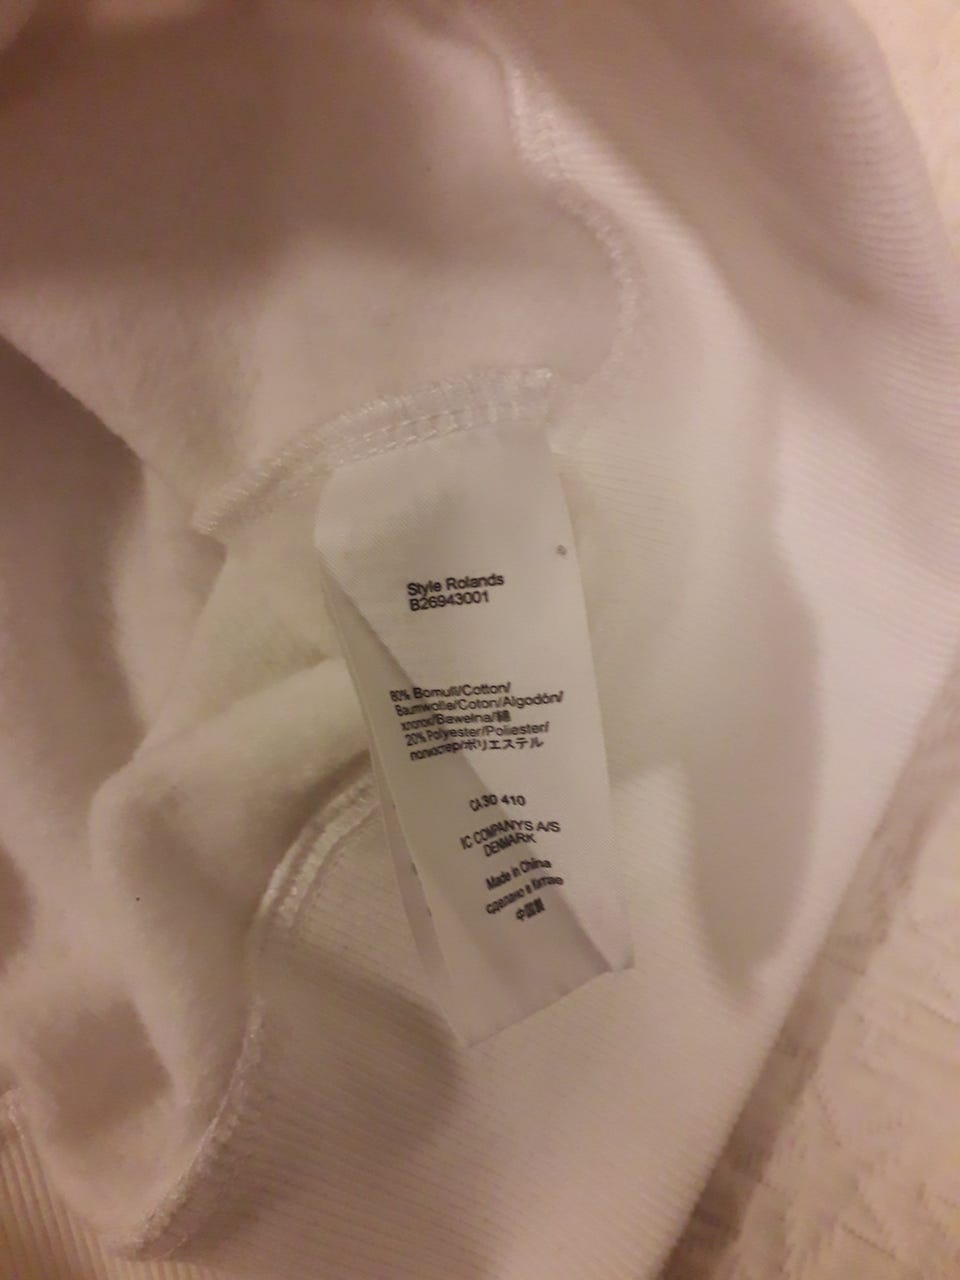 Style Rolands
B26943001
80% Bomull/Cotton/
Baumwolle/Coton/Algodón/
хлопок/Bawełna/綿
20% Polyester/Poliester/
полиэстер/ポリエステル
CA 30 410
IC COMPANYS A/S
DENMARK
Made in China
сделано в Китае
中国製